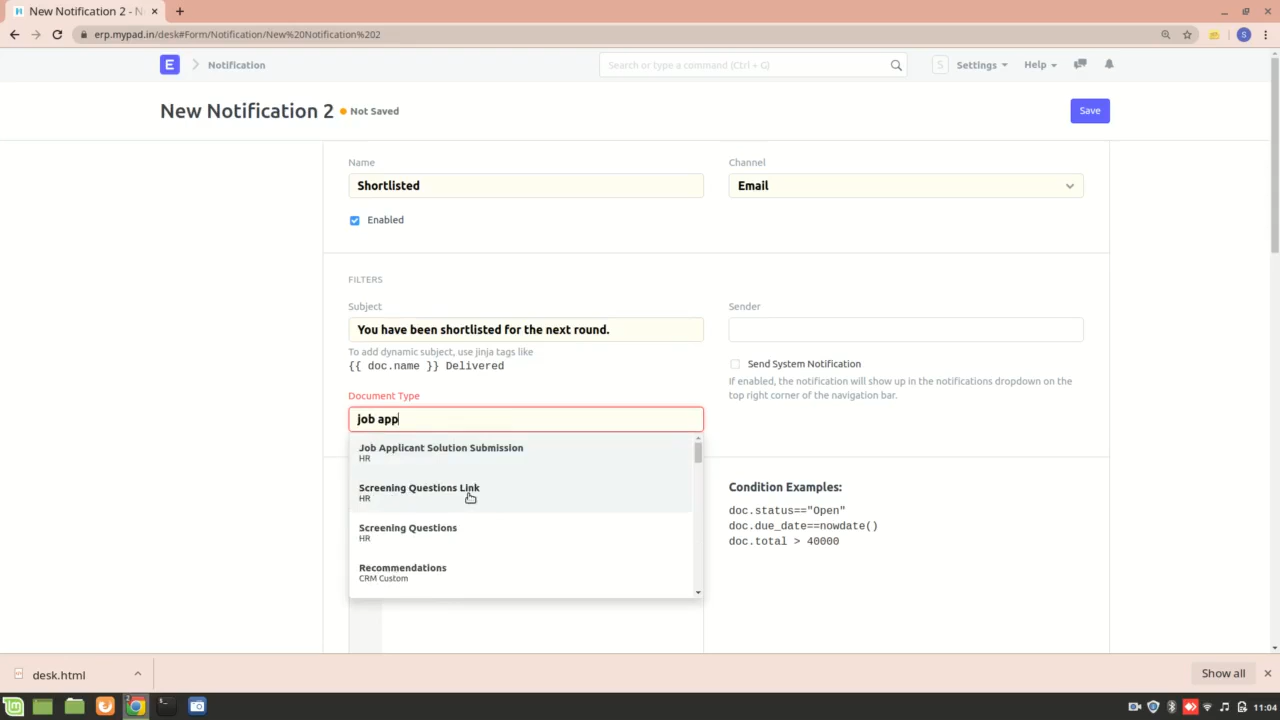 New Notification 2 - N
erp.mypad.in/desk#Form/Notification/New%20Notification%202
S
E
Notification
Search or type a command (Ctrl + G)
S
Settings
Help
New Notification 2
Not Saved
Save
Name
Channel
Shortlisted
Email
Enabled
FILTERS
Subject
Sender
You have been shortlisted for the next round.
To add dynamic subject, use jinja tags like
{{ doc.name }} Delivered
Send System Notification
If enabled, the notification will show up in the notifications dropdown on the
top right corner of the navigation bar.
Document Type
job app
Job Applicant Solution Submission
HR
Screening Questions Link
HR
Screening Questions
HR
Recommendations
CRM Custom
Condition Examples:
doc.status=="Open"
doc.due_date==nowdate()
doc.total > 40000
desk.html
Show all
11:04